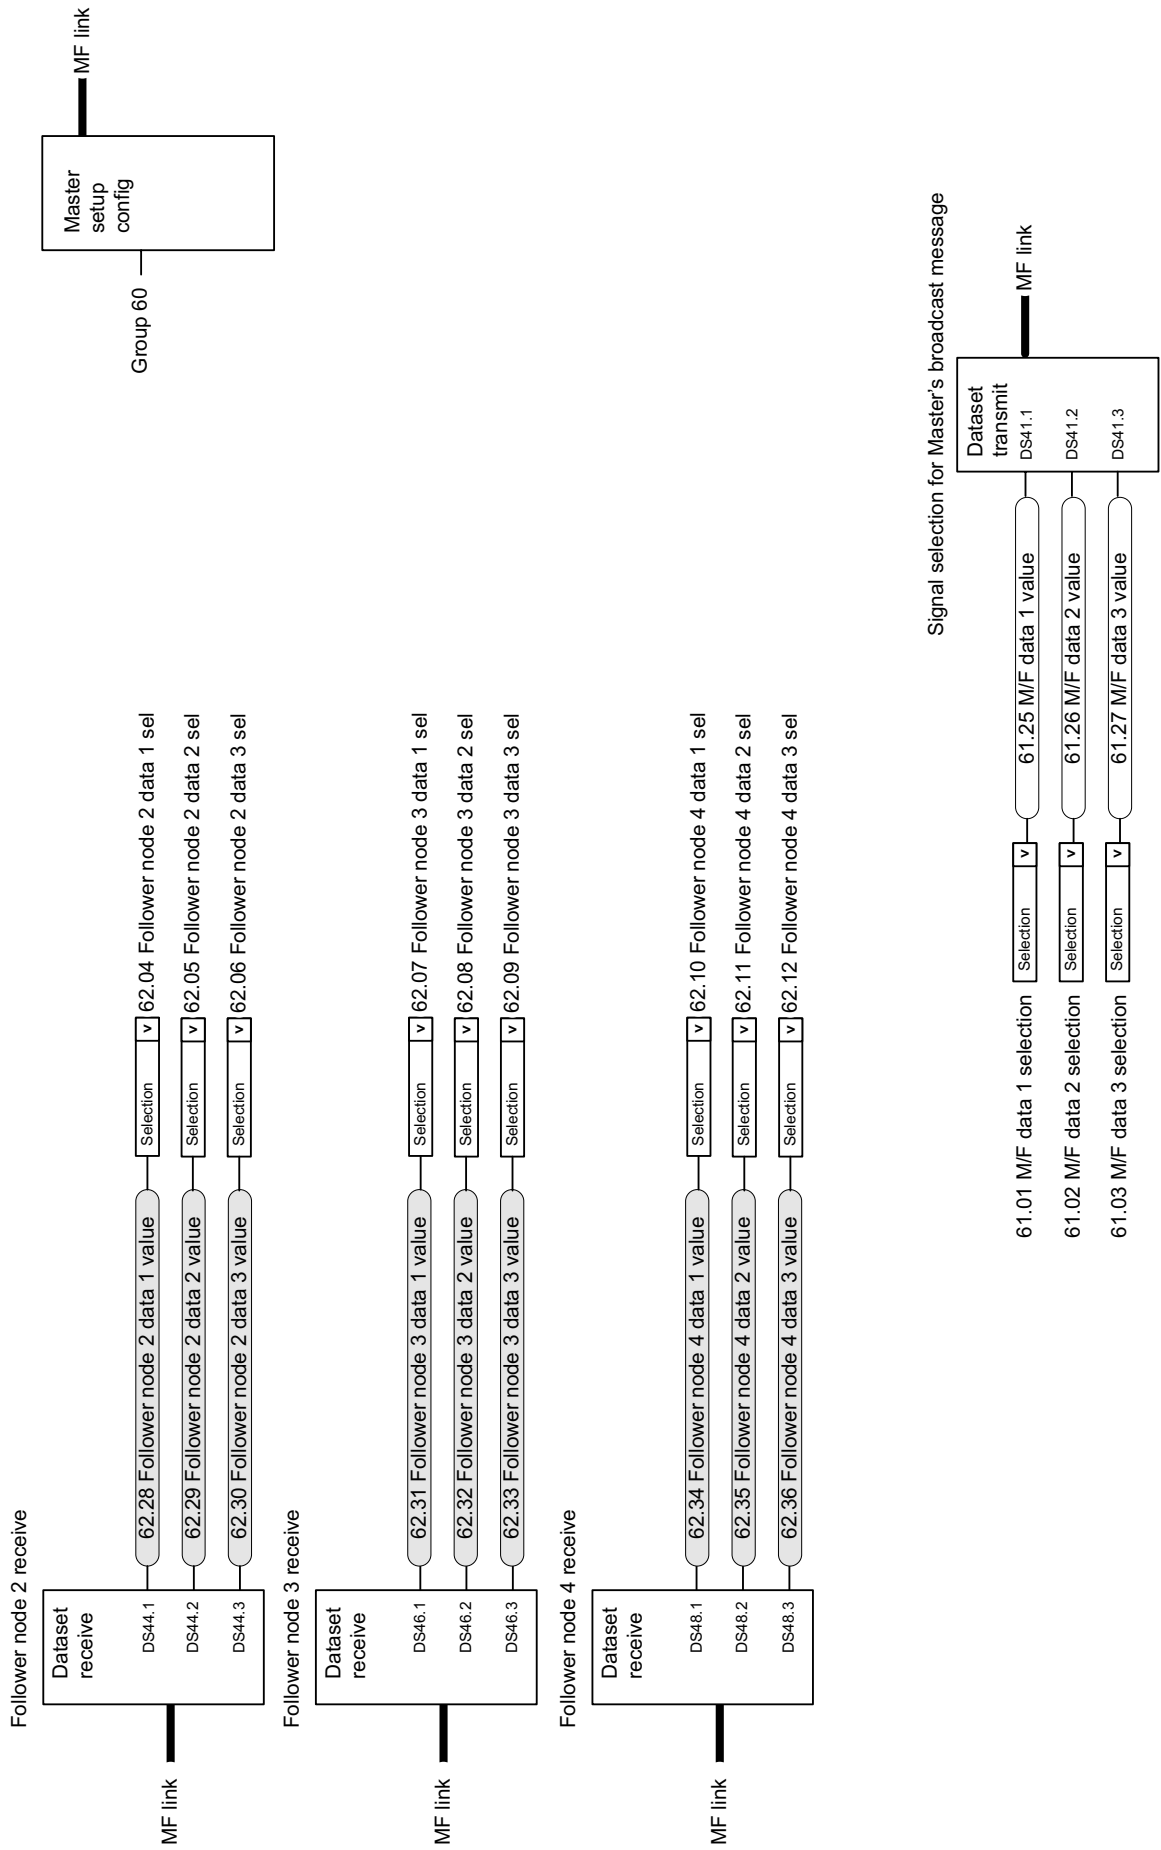 Follower node 2 receive
Dataset
receive
MF link
DS44.1
62.28 Follower node 2 data 1 value
Selection
v
62.04 Follower node 2 data 1 sel
DS44.2
62.29 Follower node 2 data 2 value
Selection
v
62.05 Follower node 2 data 2 sel
DS44.3
62.30 Follower node 2 data 3 value
Selection
v
62.06 Follower node 2 data 3 sel
Master
setup
config
MF link
Group 60
Follower node 3 receive
Dataset
receive
MF link
DS46.1
62.31 Follower node 3 data 1 value
Selection
v
62.07 Follower node 3 data 1 sel
DS46.2
62.32 Follower node 3 data 2 value
Selection
v
62.08 Follower node 3 data 2 sel
DS46.3
62.33 Follower node 3 data 3 value
Selection
v
62.09 Follower node 3 data 3 sel
Follower node 4 receive
Dataset
receive
MF link
DS48.1
62.34 Follower node 4 data 1 value
Selection
v
62.10 Follower node 4 data 1 sel
DS48.2
62.35 Follower node 4 data 2 value
Selection
v
62.11 Follower node 4 data 2 sel
DS48.3
62.36 Follower node 4 data 3 value
Selection
v
62.12 Follower node 4 data 3 sel
Signal selection for Master's broadcast message
Dataset
transmit
61.01 M/F data 1 selection
Selection
v
61.25 M/F data 1 value
DS41.1
MF link
61.02 M/F data 2 selection
Selection
v
61.26 M/F data 2 value
DS41.2
61.03 M/F data 3 selection
Selection
v
61.27 M/F data 3 value
DS41.3